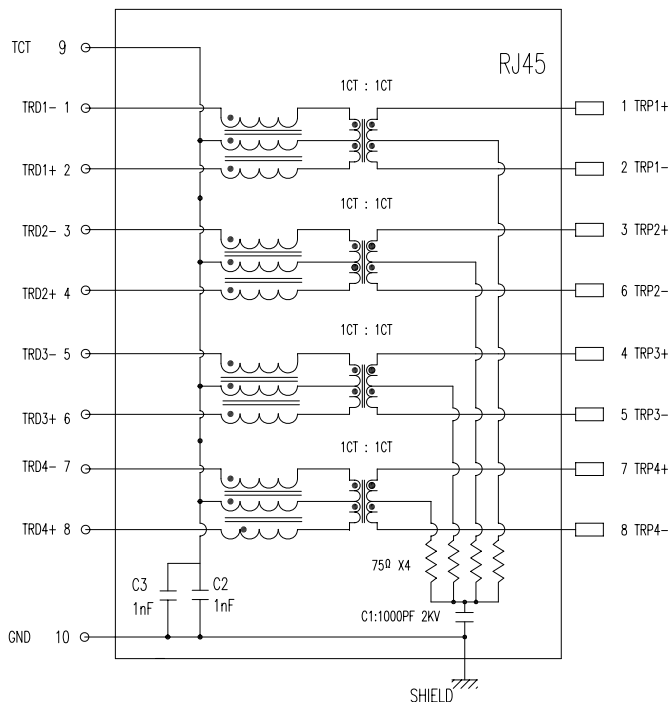 TCT 9
RJ45
1CT : 1CT
TRD1- 1
1 TRP1+
TRD1+ 2
2 TRP1-
1CT : 1CT
TRD2- 3
3 TRP2+
TRD2+ 4
6 TRP2-
1CT : 1CT
TRD3- 5
4 TRP3+
TRD3+ 6
5 TRP3-
1CT : 1CT
TRD4- 7
7 TRP4+
TRD4+ 8
8 TRP4-
75Ω X4
C3
1nF
C2
1nF
C1:1000PF 2KV
GND 10
SHIELD